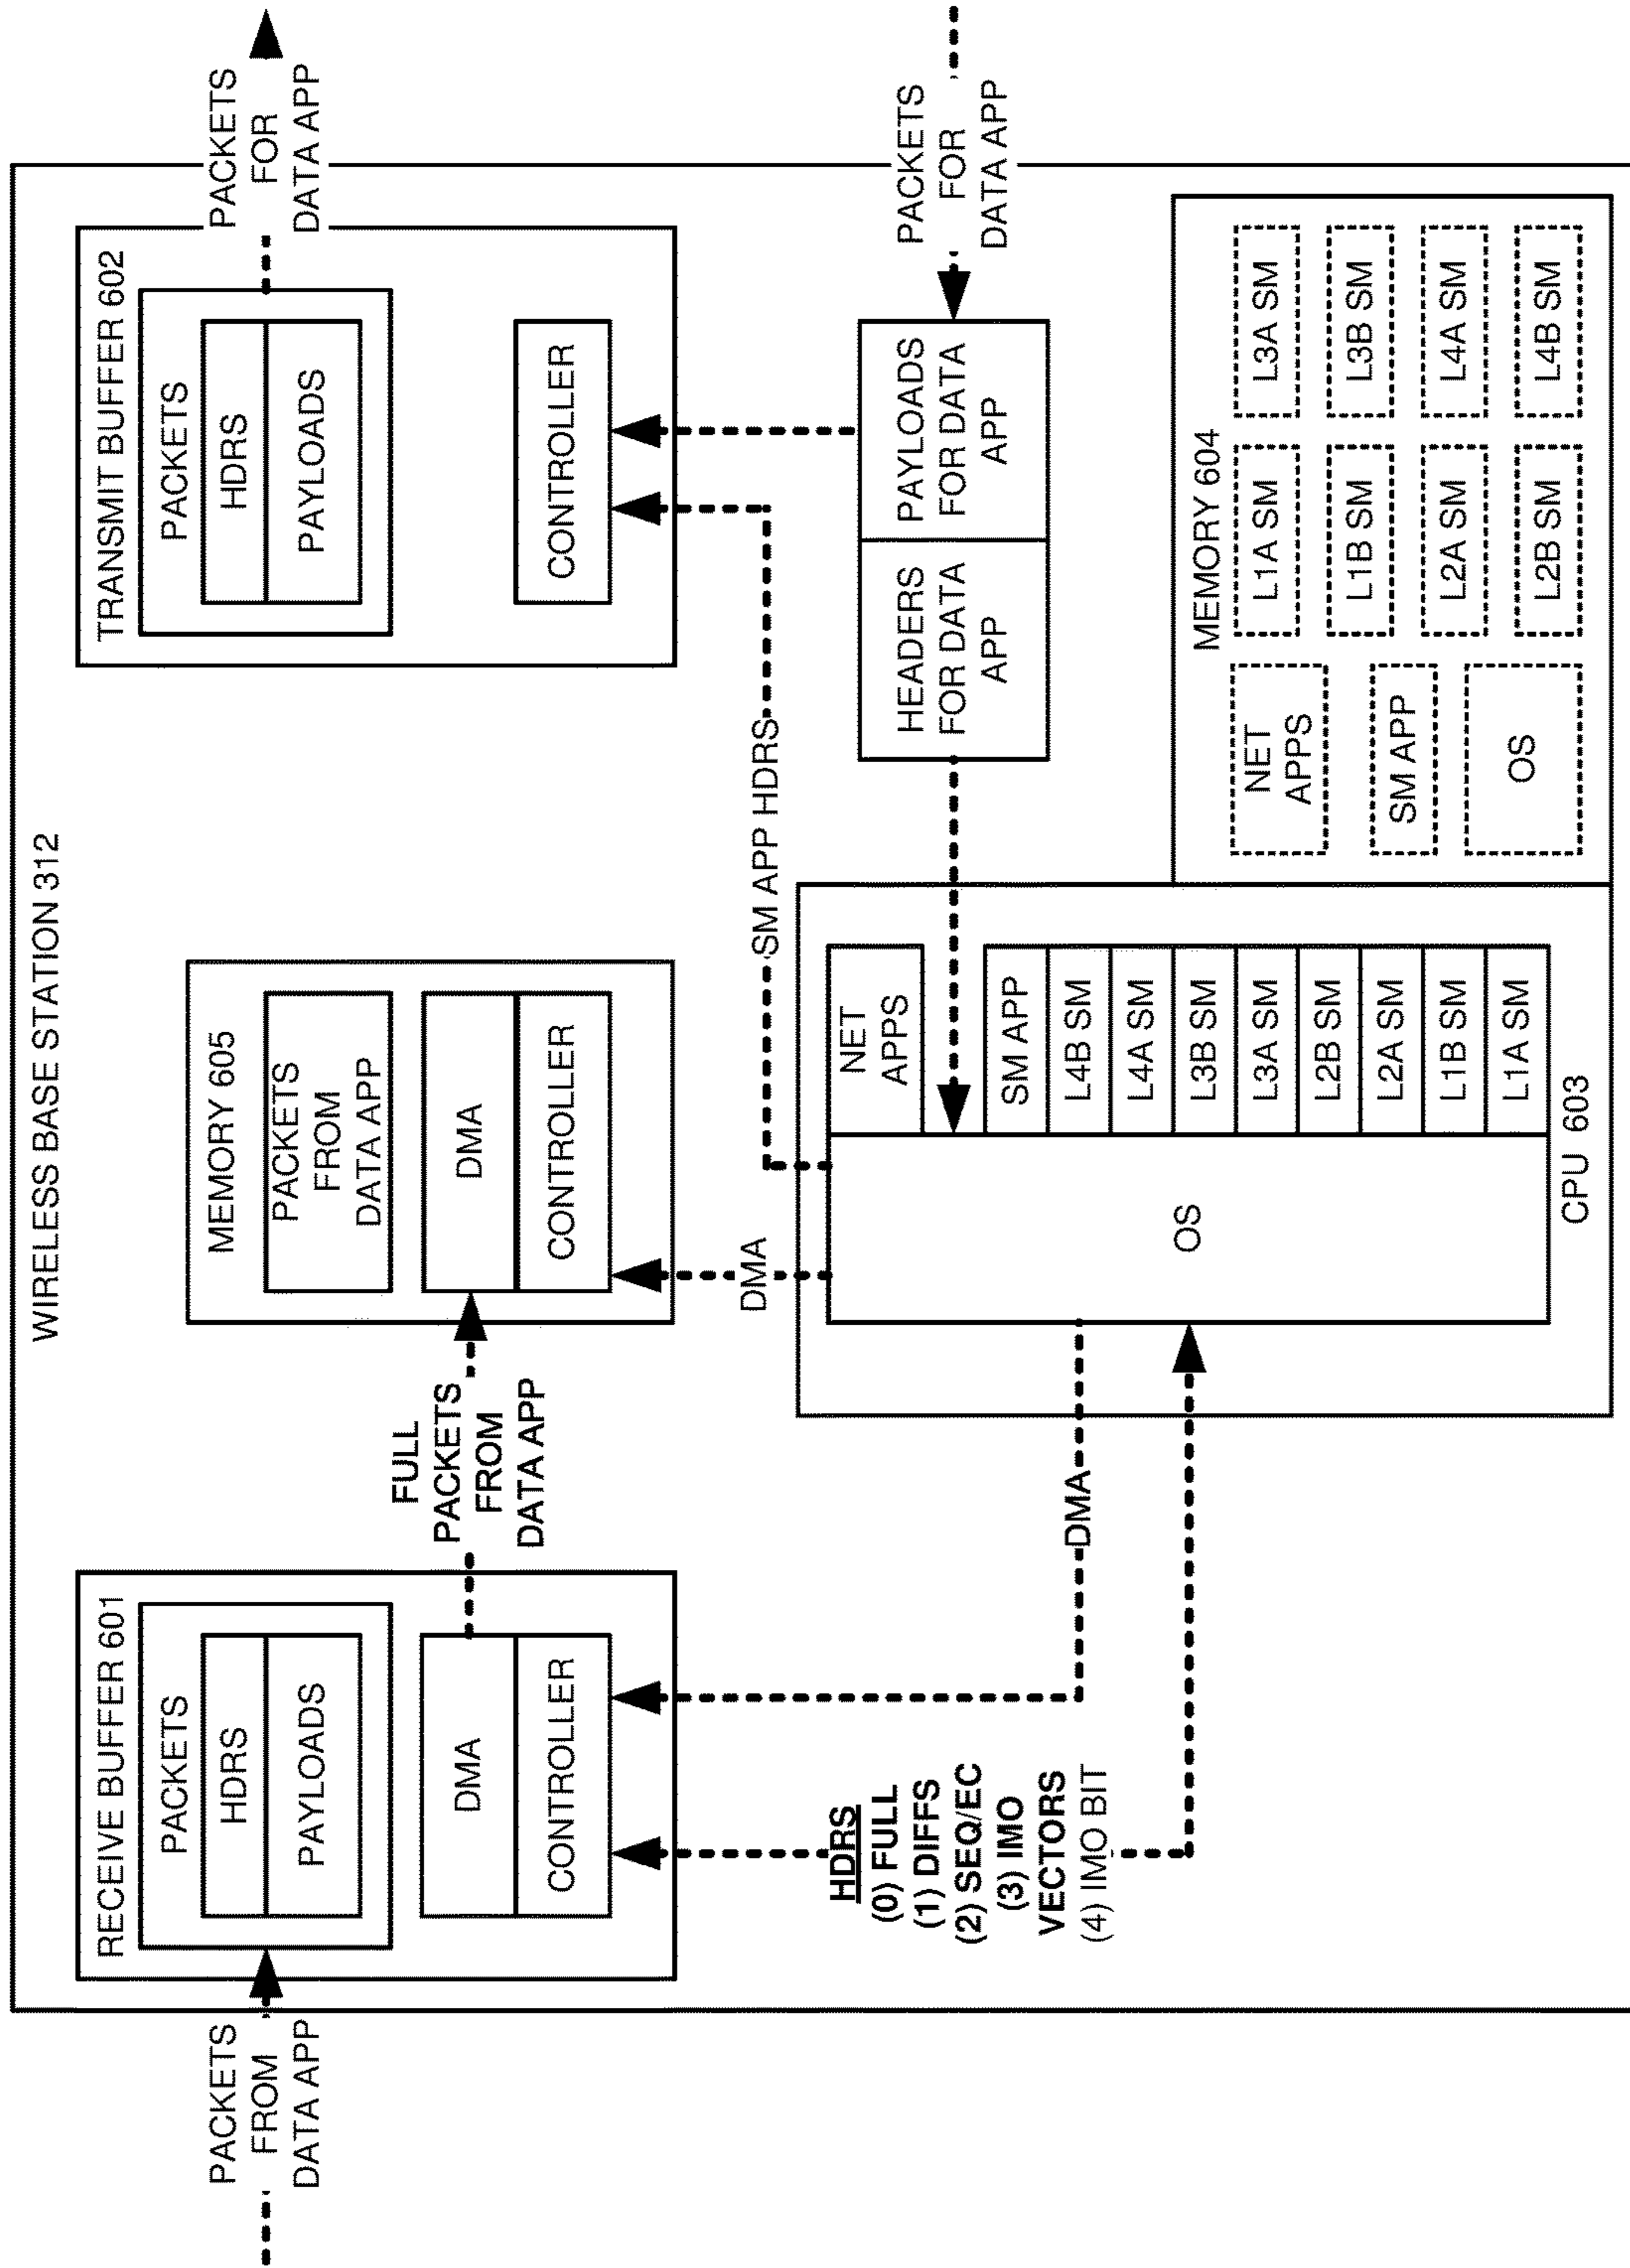 WIRELESS BASE STATION 312
PACKETS
FROM
DATA APP
RECEIVE BUFFER 601
PACKETS
HDRS
PAYLOADS
DMA
CONTROLLER
FULL
PACKETS
FROM
DATA APP
MEMORY 605
PACKETS
FROM
DATA APP
DMA
CONTROLLER
TRANSMIT BUFFER 602
PACKETS
HDRS
PAYLOADS
CONTROLLER
PACKETS
FOR
DATA APP
HDRS
(0) FULL
(1) DIFFS
(2) SEQ/EC
(3) IMO
VECTORS
(4) IMO BIT
DMA
DMA
SM APP HDRS
OS
NET
APPS
SM APP
L4B SM
L4A SM
L3B SM
L3A SM
L2B SM
L2A SM
L1B SM
L1A SM
CPU 603
HEADERS
FOR DATA
APP
PAYLOADS
FOR DATA
APP
PACKETS
FOR
DATA APP
MEMORY 604
NET
APPS
SM APP
OS
L1A SM
L1B SM
L2A SM
L2B SM
L3A SM
L3B SM
L4A SM
L4B SM